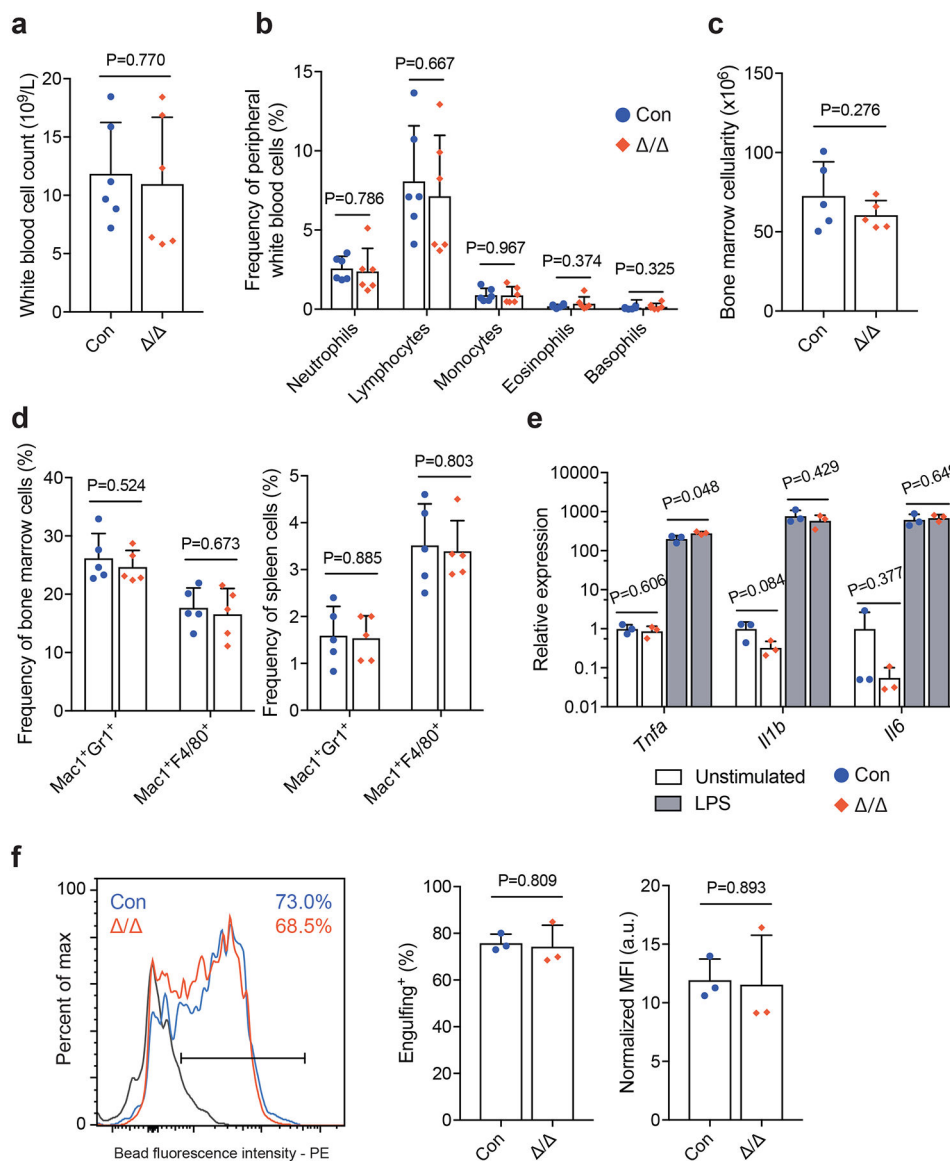 a
P=0.770
White blood cell count (10⁹/L)
20
15
10
5
0
Con
Δ/Δ
b
P=0.667
Frequency of peripheral
white blood cells (%)
15
10
5
0
P=0.786
P=0.967
P=0.374
P=0.325
Con
Δ/Δ
Neutrophils
Lymphocytes
Monocytes
Eosinophils
Basophils
c
Bone marrow cellularity (x10⁶)
150
100
50
0
P=0.276
Con
Δ/Δ
d
Frequency of bone marrow cells (%)
40
30
20
10
0
P=0.524
P=0.673
Mac1⁺Gr1⁺
Mac1⁺F4/80⁺
Frequency of spleen cells (%)
5
4
3
2
1
0
P=0.885
P=0.803
Mac1⁺Gr1⁺
Mac1⁺F4/80⁺
e
Relative expression
10000
1000
100
10
1
0.1
0.01
P=0.606
P=0.048
P=0.084
P=0.429
P=0.377
Tnfa
Il1b
Il6
Unstimulated
LPS
Con
Δ/Δ
f
Percent of max
100
80
0
Con 73.0%
Δ/Δ 68.5%
Bead fluorescence intensity - PE
Engulfing⁺ (%)
100
80
60
40
20
0
P=0.809
Con
Δ/Δ
Normalized MFI (a.u.)
20
15
10
5
0
P=0.893
Con
Δ/Δ